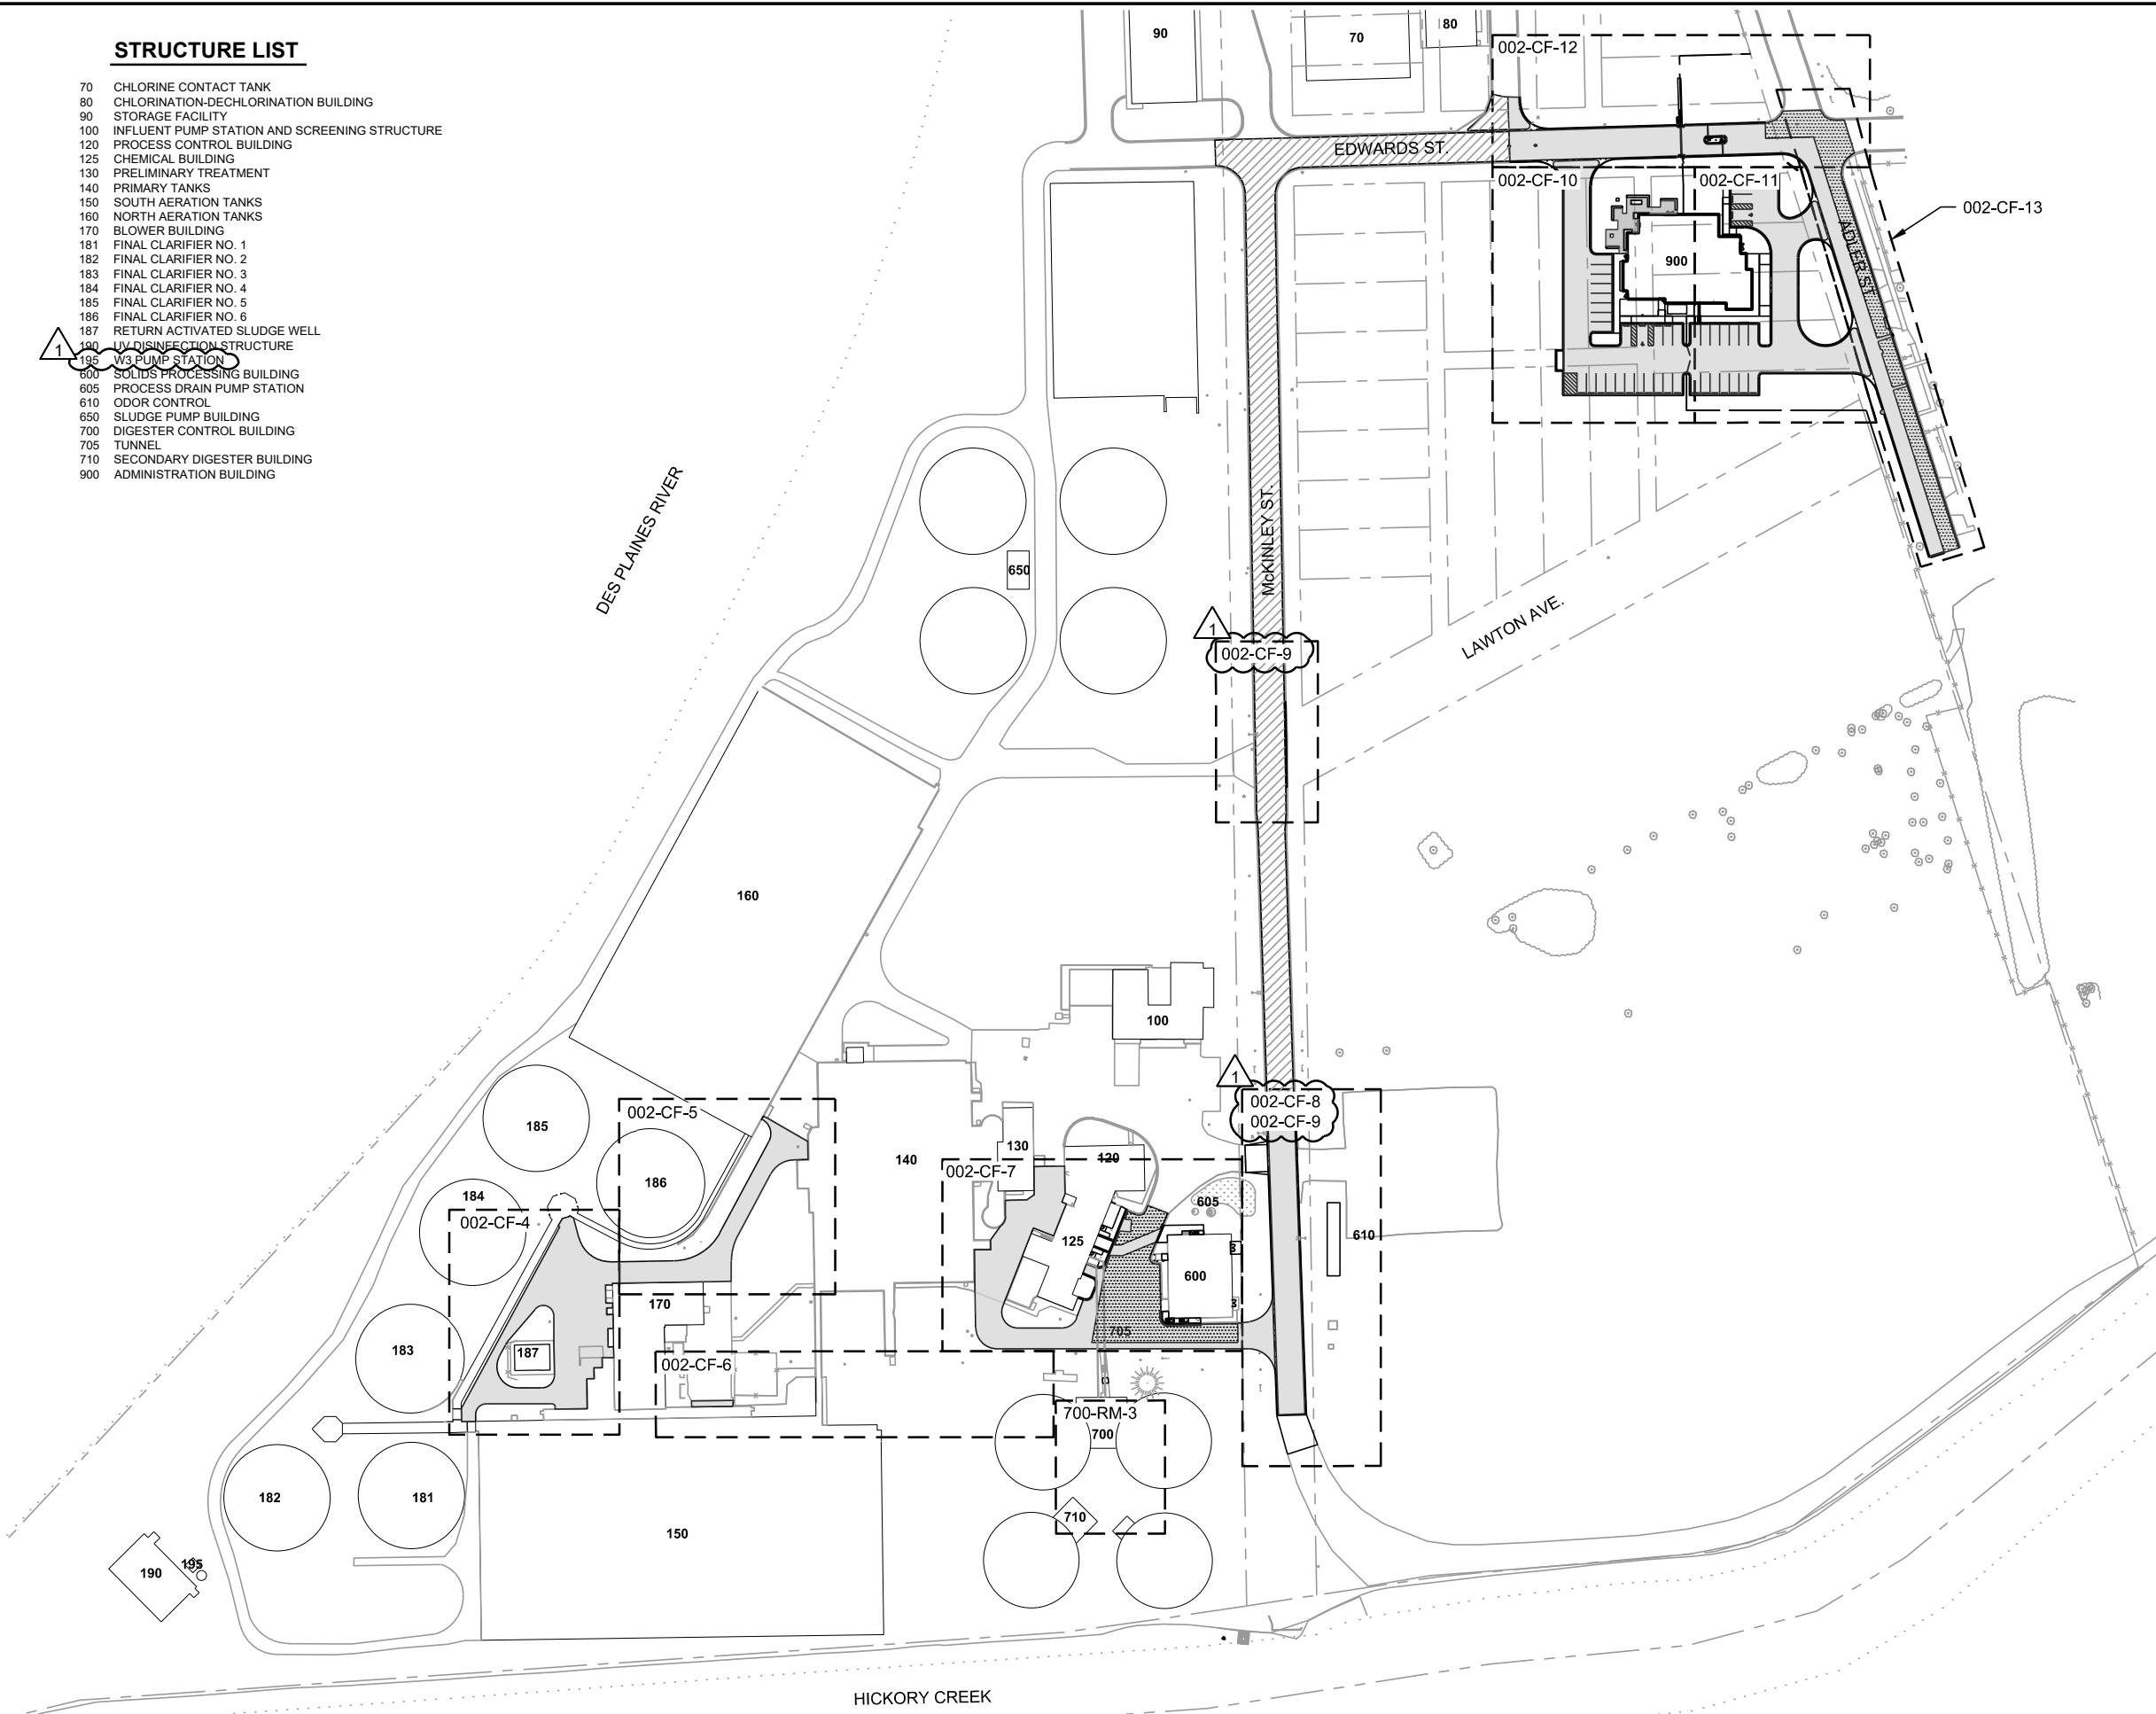 STRUCTURE LIST
70 CHLORINE CONTACT TANK
80 CHLORINATION-DECHLORINATION BUILDING
90 STORAGE FACILITY
100 INFLUENT PUMP STATION AND SCREENING STRUCTURE
120 PROCESS CONTROL BUILDING
125 CHEMICAL BUILDING
130 PRELIMINARY TREATMENT
140 PRIMARY TANKS
150 SOUTH AERATION TANKS
160 NORTH AERATION TANKS
170 BLOWER BUILDING
181 FINAL CLARIFIER NO. 1
182 FINAL CLARIFIER NO. 2
183 FINAL CLARIFIER NO. 3
184 FINAL CLARIFIER NO. 4
185 FINAL CLARIFIER NO. 5
186 FINAL CLARIFIER NO. 6
187 RETURN ACTIVATED SLUDGE WELL
190 UV DISINFECTION STRUCTURE
1
195 W3 PUMP STATION
600 SOLIDS PROCESSING BUILDING
605 PROCESS DRAIN PUMP STATION
610 ODOR CONTROL
650 SLUDGE PUMP BUILDING
700 DIGESTER CONTROL BUILDING
705 TUNNEL
710 SECONDARY DIGESTER BUILDING
900 ADMINISTRATION BUILDING
90
70
80
002-CF-12
EDWARDS ST.
002-CF-10
002-CF-11
002-CF-13
ADLER ST.
900
DES PLAINES RIVER
McKINLEY ST.
650
LAWTON AVE.
1
002-CF-9
160
100
1
002-CF-8
002-CF-9
002-CF-5
185
186
184
002-CF-4
140
130
002-CF-7
120
605
125
600
610
170
187
183
002-CF-6
705
700-RM-3
700
182
181
150
710
190
195
HICKORY CREEK